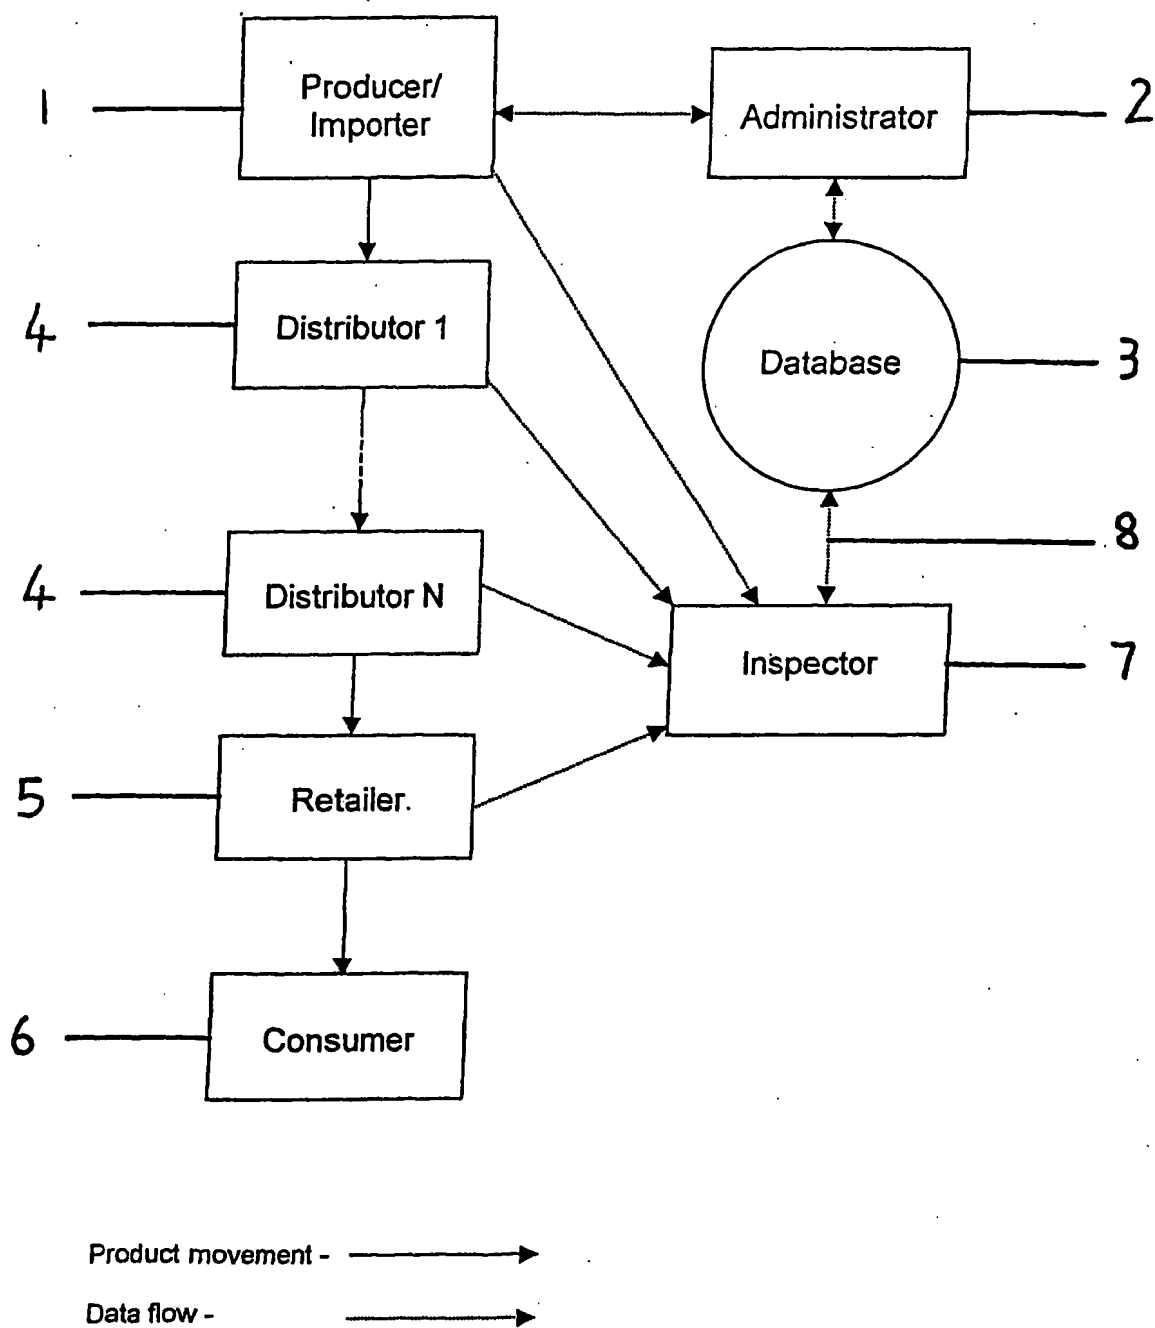 1
Producer/
Importer
Administrator
2
4
Distributor 1
Database
3
8
4
Distributor N
Inspector
7
5
Retailer.
6
Consumer
Product movement -
Data flow -